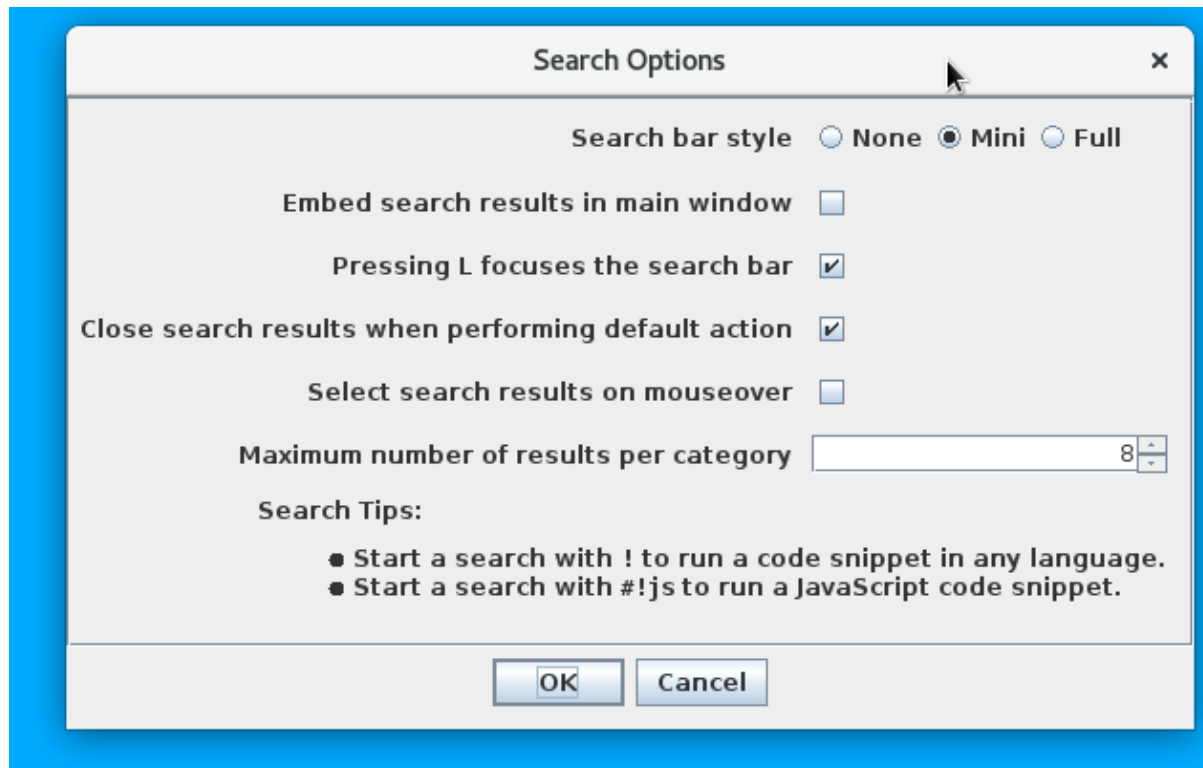 Search Options
Search bar style None Mini Full
Embed search results in main window
Pressing L focuses the search bar
Close search results when performing default action
Select search results on mouseover
Maximum number of results per category 8
Search Tips:
● Start a search with ! to run a code snippet in any language.
● Start a search with #!js to run a JavaScript code snippet.
OK Cancel